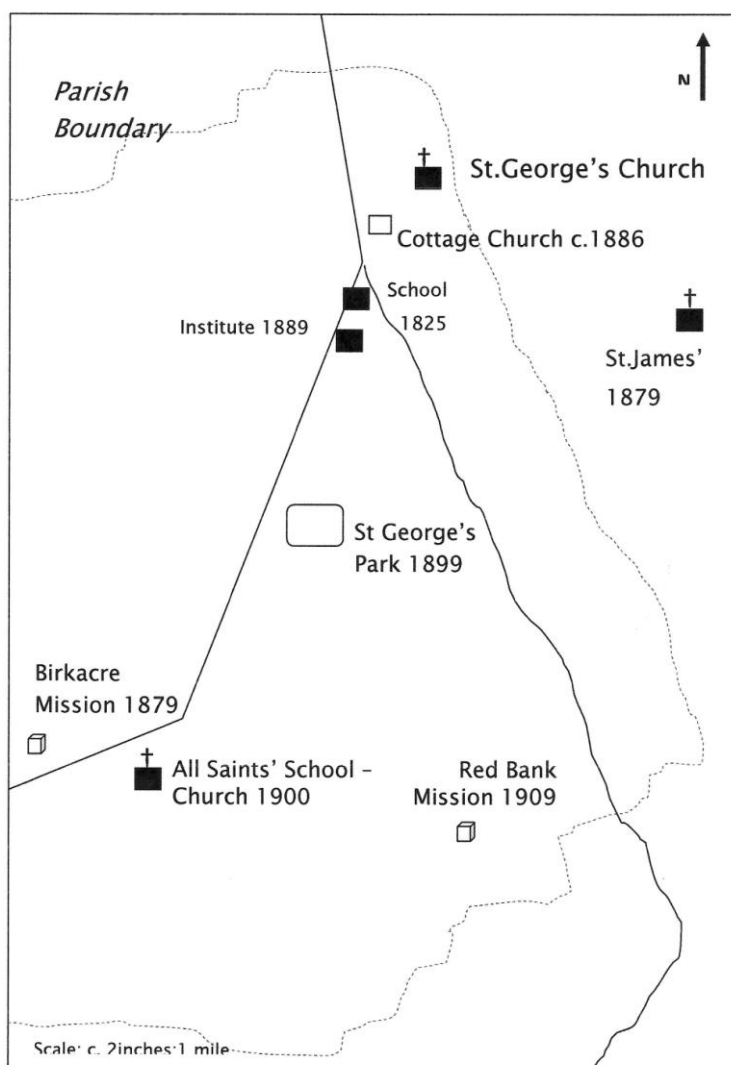 Parish
Boundary
N
St.George's Church
Cottage Church c.1886
School
1825
Institute 1889
St.James'
1879
St George's
Park 1899
Birkacre
Mission 1879
All Saints' School –
Church 1900
Red Bank
Mission 1909
Scale: c. 2inches:1 mile